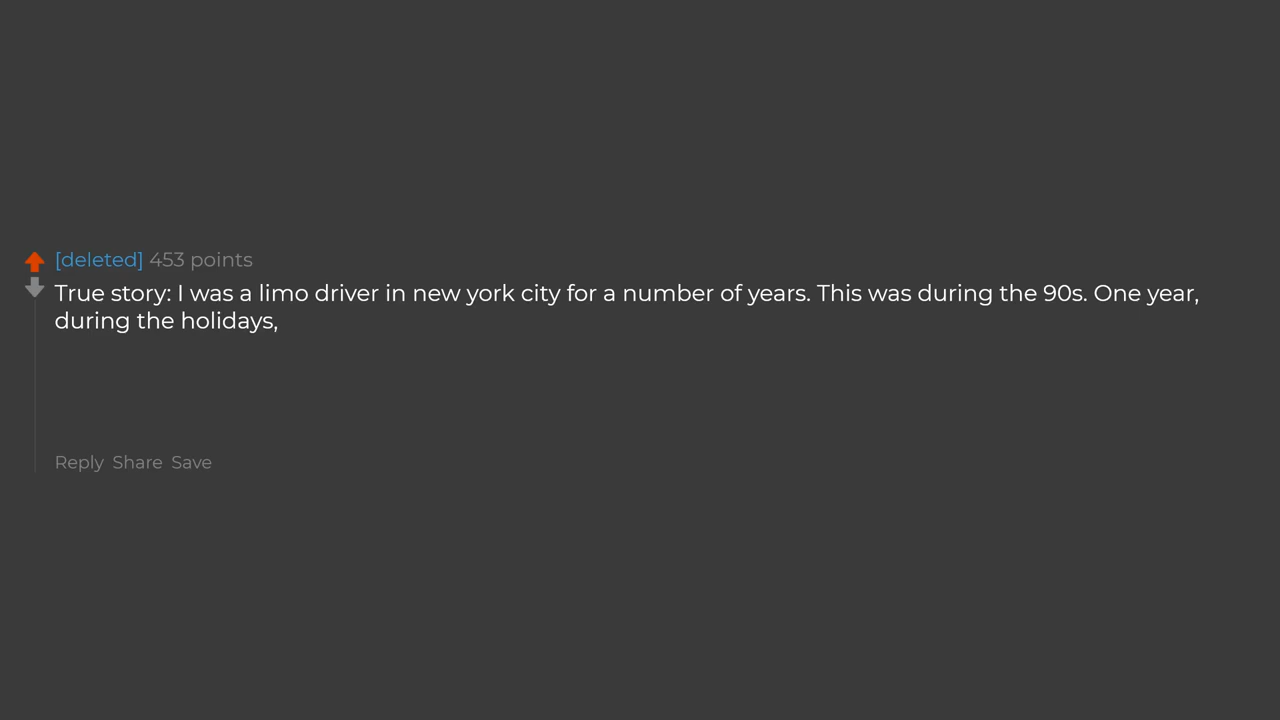 [deleted] 453 points
True story: I was a limo driver in new york city for a number of years. This was during the 90s. One year,
during the holidays,
Reply Share Save